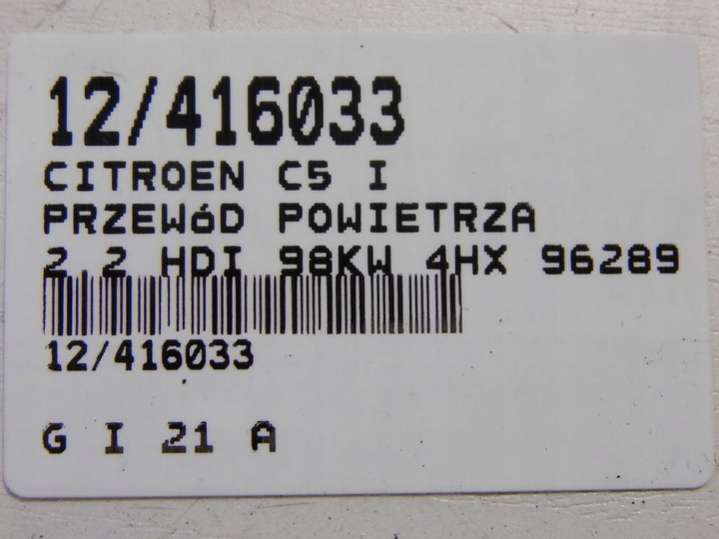 12/416033
CITROEN C5 I
PRZEWóD POWIETRZA
2.2 HDI 98KW 4HX 96289
12/416033
G I 21 A